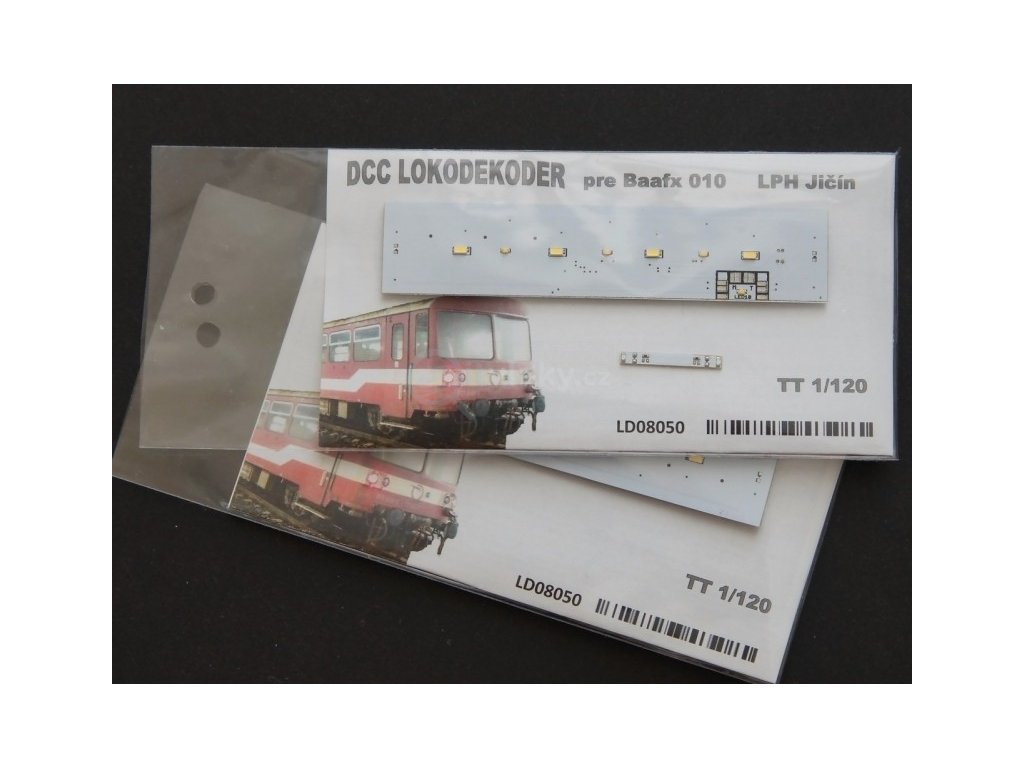 DCC LOKODEKODER pre Baafx 010 LPH Jičín
M T
TT 1/120
LD08050
TT 1/120
LD08050